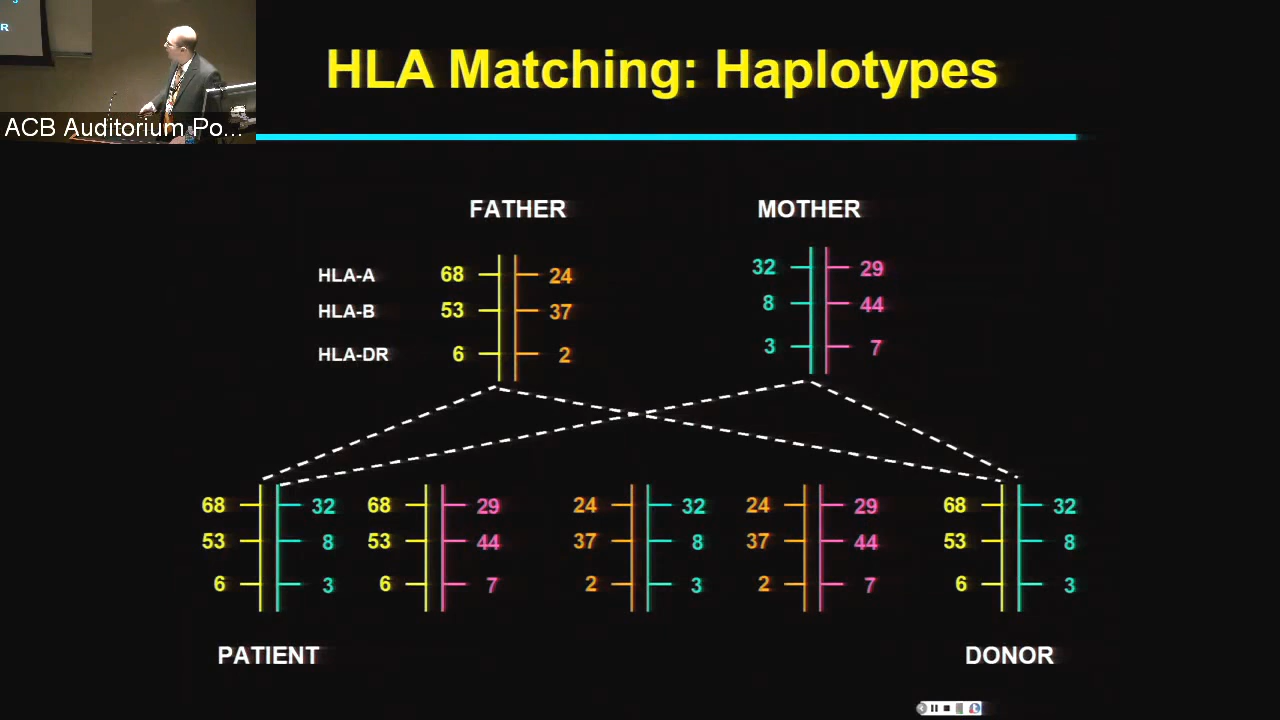 R
ACB Auditorium Po...
HLA Matching: Haplotypes
FATHER MOTHER
HLA-A 68 24 32 29
HLA-B 53 37 8 44
HLA-DR 6 2 3 7
68 32 68 29 24 32 24 29 68 32
53 8 53 44 37 8 37 44 53 8
6 3 6 7 2 3 2 7 6 3
PATIENT DONOR